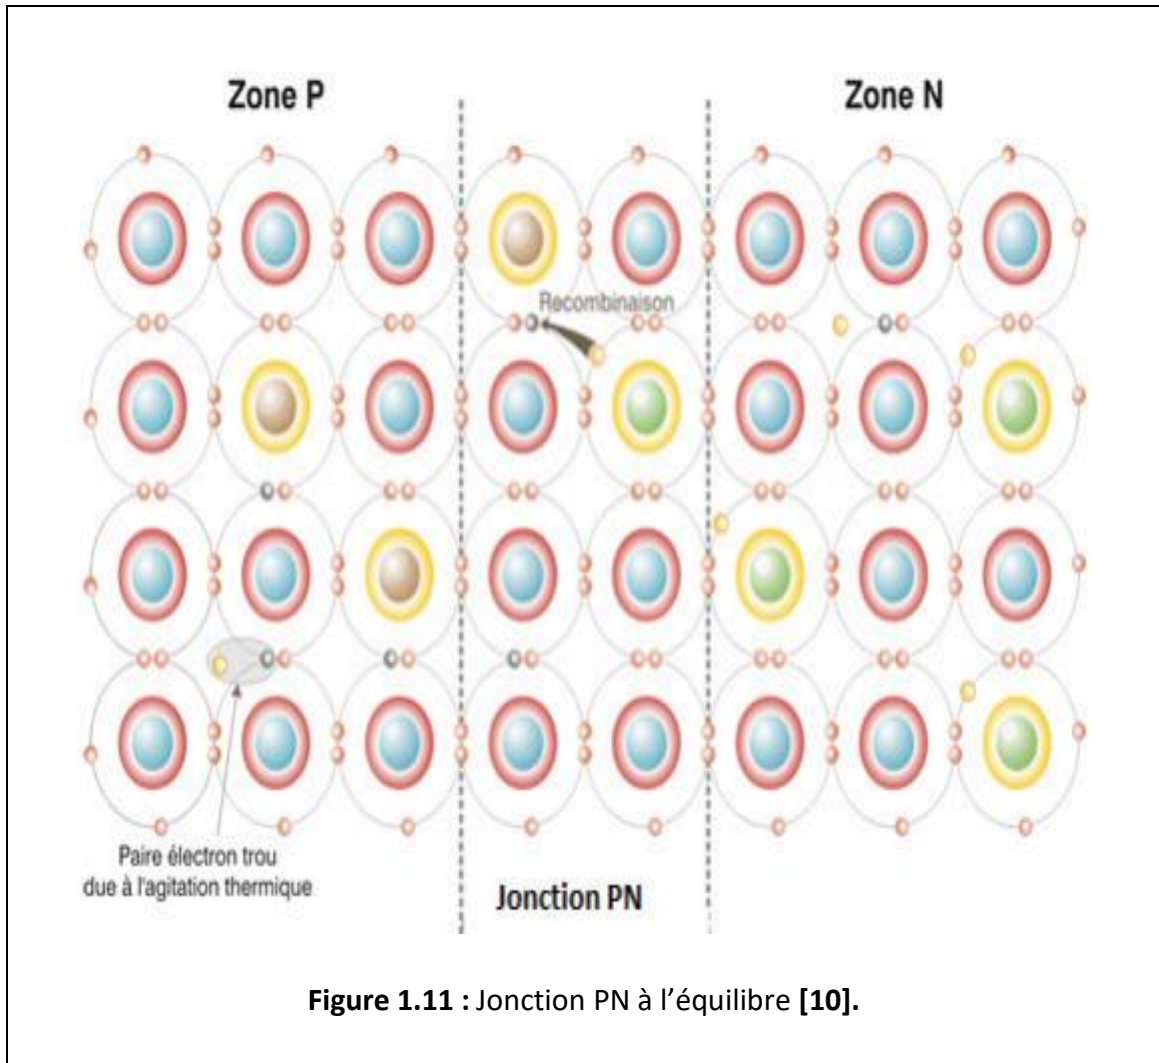 Zone P
Zone N
Recombinaison
Paire électron trou
due à l'agitation thermique
Jonction PN
Figure 1.11 : Jonction PN à l’équilibre [10].